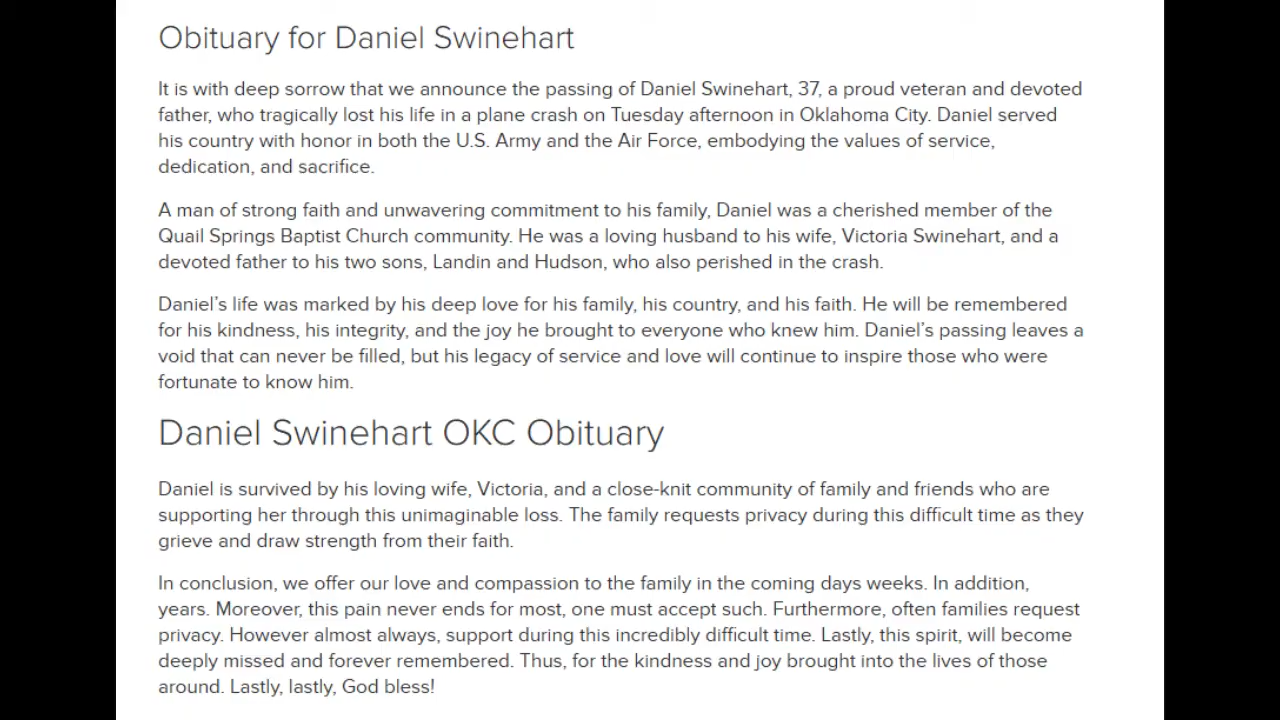 Obituary for Daniel Swinehart
It is with deep sorrow that we announce the passing of Daniel Swinehart, 37, a proud veteran and devoted
father, who tragically lost his life in a plane crash on Tuesday afternoon in Oklahoma City. Daniel served
his country with honor in both the U.S. Army and the Air Force, embodying the values of service,
dedication, and sacrifice.
A man of strong faith and unwavering commitment to his family, Daniel was a cherished member of the
Quail Springs Baptist Church community. He was a loving husband to his wife, Victoria Swinehart, and a
devoted father to his two sons, Landin and Hudson, who also perished in the crash.
Daniel’s life was marked by his deep love for his family, his country, and his faith. He will be remembered
for his kindness, his integrity, and the joy he brought to everyone who knew him. Daniel’s passing leaves a
void that can never be filled, but his legacy of service and love will continue to inspire those who were
fortunate to know him.
Daniel Swinehart OKC Obituary
Daniel is survived by his loving wife, Victoria, and a close-knit community of family and friends who are
supporting her through this unimaginable loss. The family requests privacy during this difficult time as they
grieve and draw strength from their faith.
In conclusion, we offer our love and compassion to the family in the coming days weeks. In addition,
years. Moreover, this pain never ends for most, one must accept such. Furthermore, often families request
privacy. However almost always, support during this incredibly difficult time. Lastly, this spirit, will become
deeply missed and forever remembered. Thus, for the kindness and joy brought into the lives of those
around. Lastly, lastly, God bless!